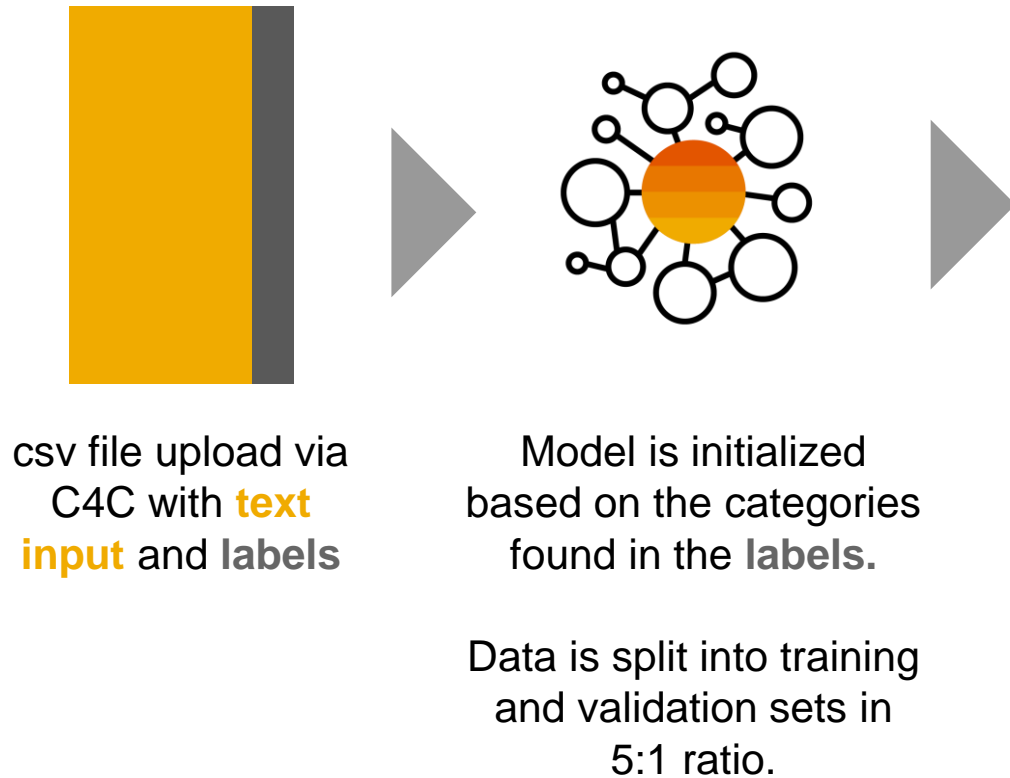 csv file upload via
C4C with text
input and labels
Model is initialized
based on the categories
found in the labels.
Data is split into training
and validation sets in
5:1 ratio.